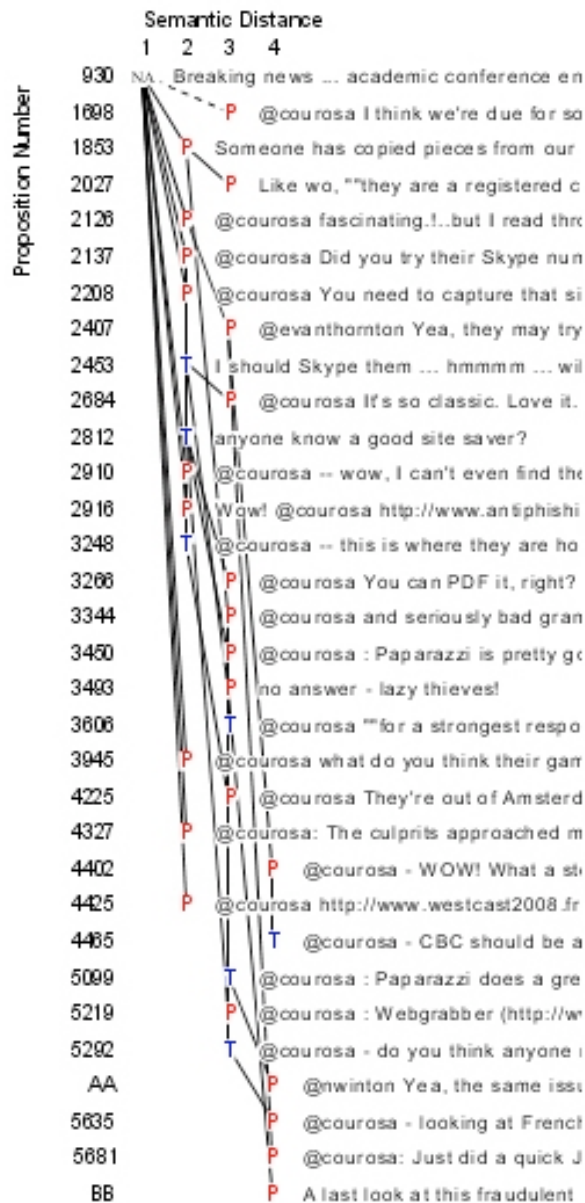 Semantic Distance
1 2 3 4
Proposition Number
930 NA . Breaking news ... academic conference en
1698 P @courosa I think we're due for so
1853 P Someone has copied pieces from our
2027 P Like wo, ""they are a registered c
2126 P @courosa fascinating.!..but I read thro
2137 P @courosa Did you try their Skype num
2208 P @courosa You need to capture that si
2407 P @evanthornton Yea, they may try
2453 T I should Skype them ... hmmmm ... wil
2684 P @courosa It's so classic. Love it.
2812 T anyone know a good site saver?
2910 P @courosa -- wow, I can't even find the
2916 P Wow! @courosa http://www.antiphishi
3248 T @courosa -- this is where they are ho
3266 P @courosa You can PDF it, right?
3344 P @courosa and seriously bad gran
3450 P @courosa : Paparazzi is pretty go
3493 P no answer - lazy thieves!
3606 T @courosa ""for a strongest respo
3945 P @courosa what do you think their gam
4225 P @courosa They're out of Amsterd
4327 P @courosa: The culprits approached m
4402 P @courosa - WOW! What a sto
4425 P @courosa http://www.westcast2008.fr
4465 T @courosa - CBC should be a
5099 T @courosa : Paparazzi does a gre
5219 P @courosa : Webgrabber (http://w
5292 T @courosa - do you think anyone
AA P @nwinton Yea, the same issu
5635 P @courosa - looking at French
5681 P @courosa: Just did a quick J
BB P A last look at this fraudulent